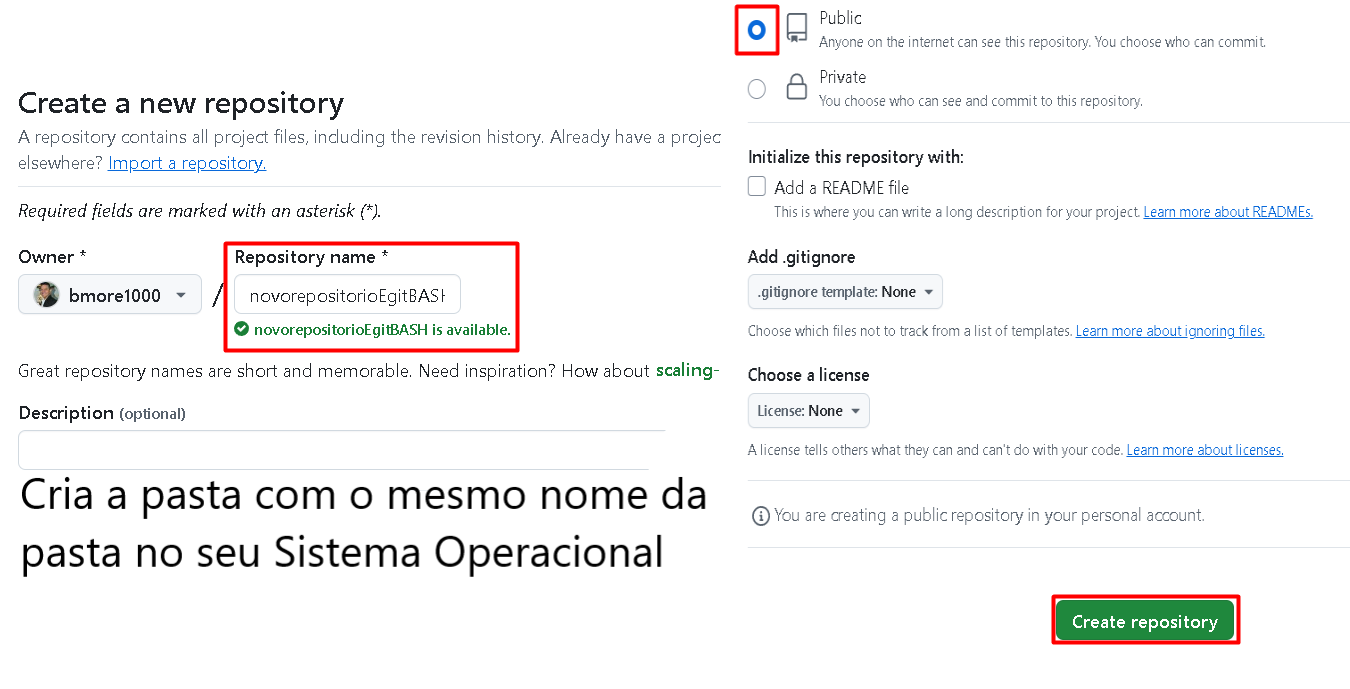 Create a new repository
A repository contains all project files, including the revision history. Already have a projec
elsewhere? Import a repository.
Required fields are marked with an asterisk (*).
Owner *
bmore1000
/
Repository name *
novorepositorioEgitBASH
novorepositorioEgitBASH is available.
Great repository names are short and memorable. Need inspiration? How about scaling-
Description (optional)
Cria a pasta com o mesmo nome da
pasta no seu Sistema Operacional
Public
Anyone on the internet can see this repository. You choose who can commit.
Private
You choose who can see and commit to this repository.
Initialize this repository with:
Add a README file
This is where you can write a long description for your project. Learn more about READMEs.
Add .gitignore
.gitignore template: None
Choose which files not to track from a list of templates. Learn more about ignoring files.
Choose a license
License: None
A license tells others what they can and can't do with your code. Learn more about licenses.
You are creating a public repository in your personal account.
Create repository